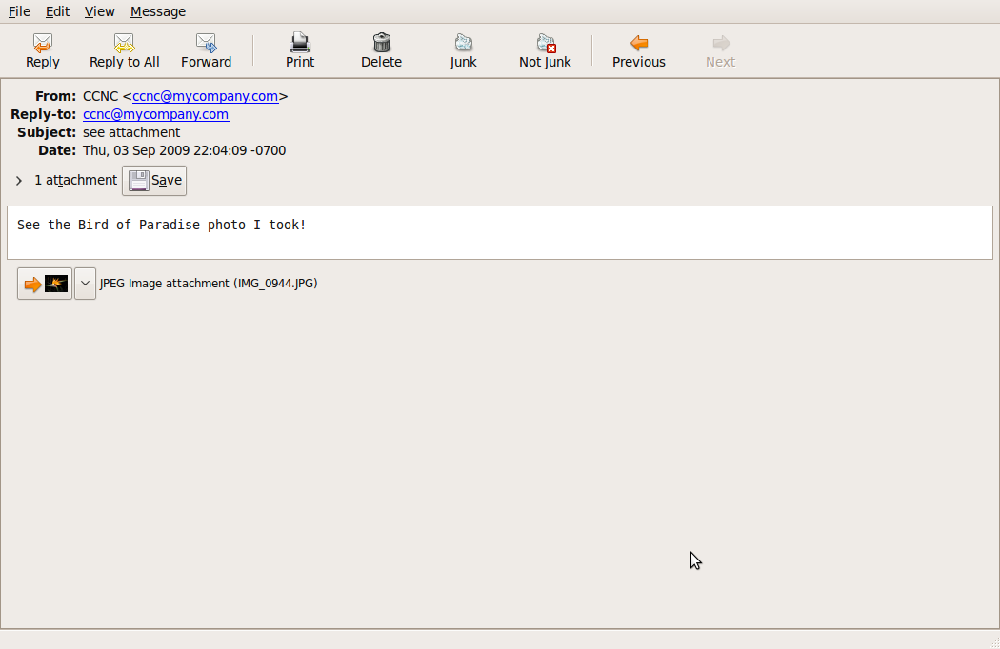 File Edit View Message
Reply Reply to All Forward Print Delete Junk Not Junk Previous Next
From: CCNC <ccnc@mycompany.com>
Reply-to: ccnc@mycompany.com
Subject: see attachment
Date: Thu, 03 Sep 2009 22:04:09 -0700
1 attachment Save
See the Bird of Paradise photo I took!
JPEG Image attachment (IMG_0944.JPG)